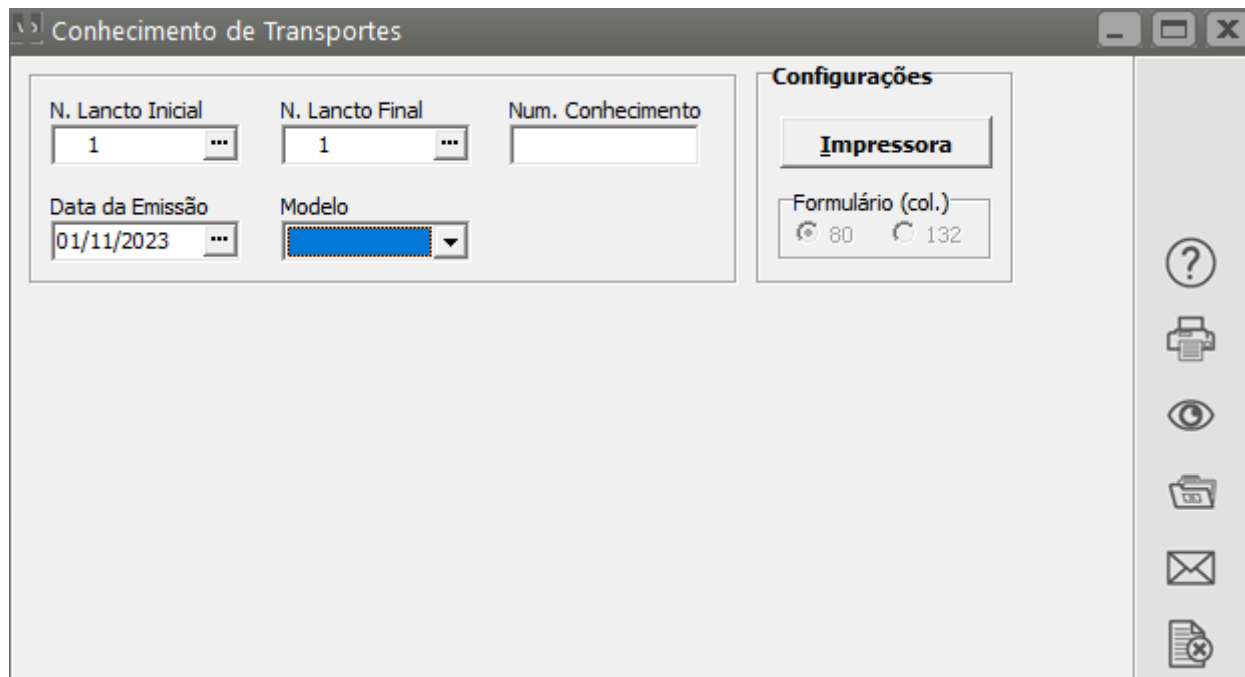 Conhecimento de Transportes
N. Lancto Inicial N. Lancto Final Num. Conhecimento
1 ... 1 ...
Data da Emissão Modelo
01/11/2023 ...
Configurações
Impressora
Formulário (col.)
80 132